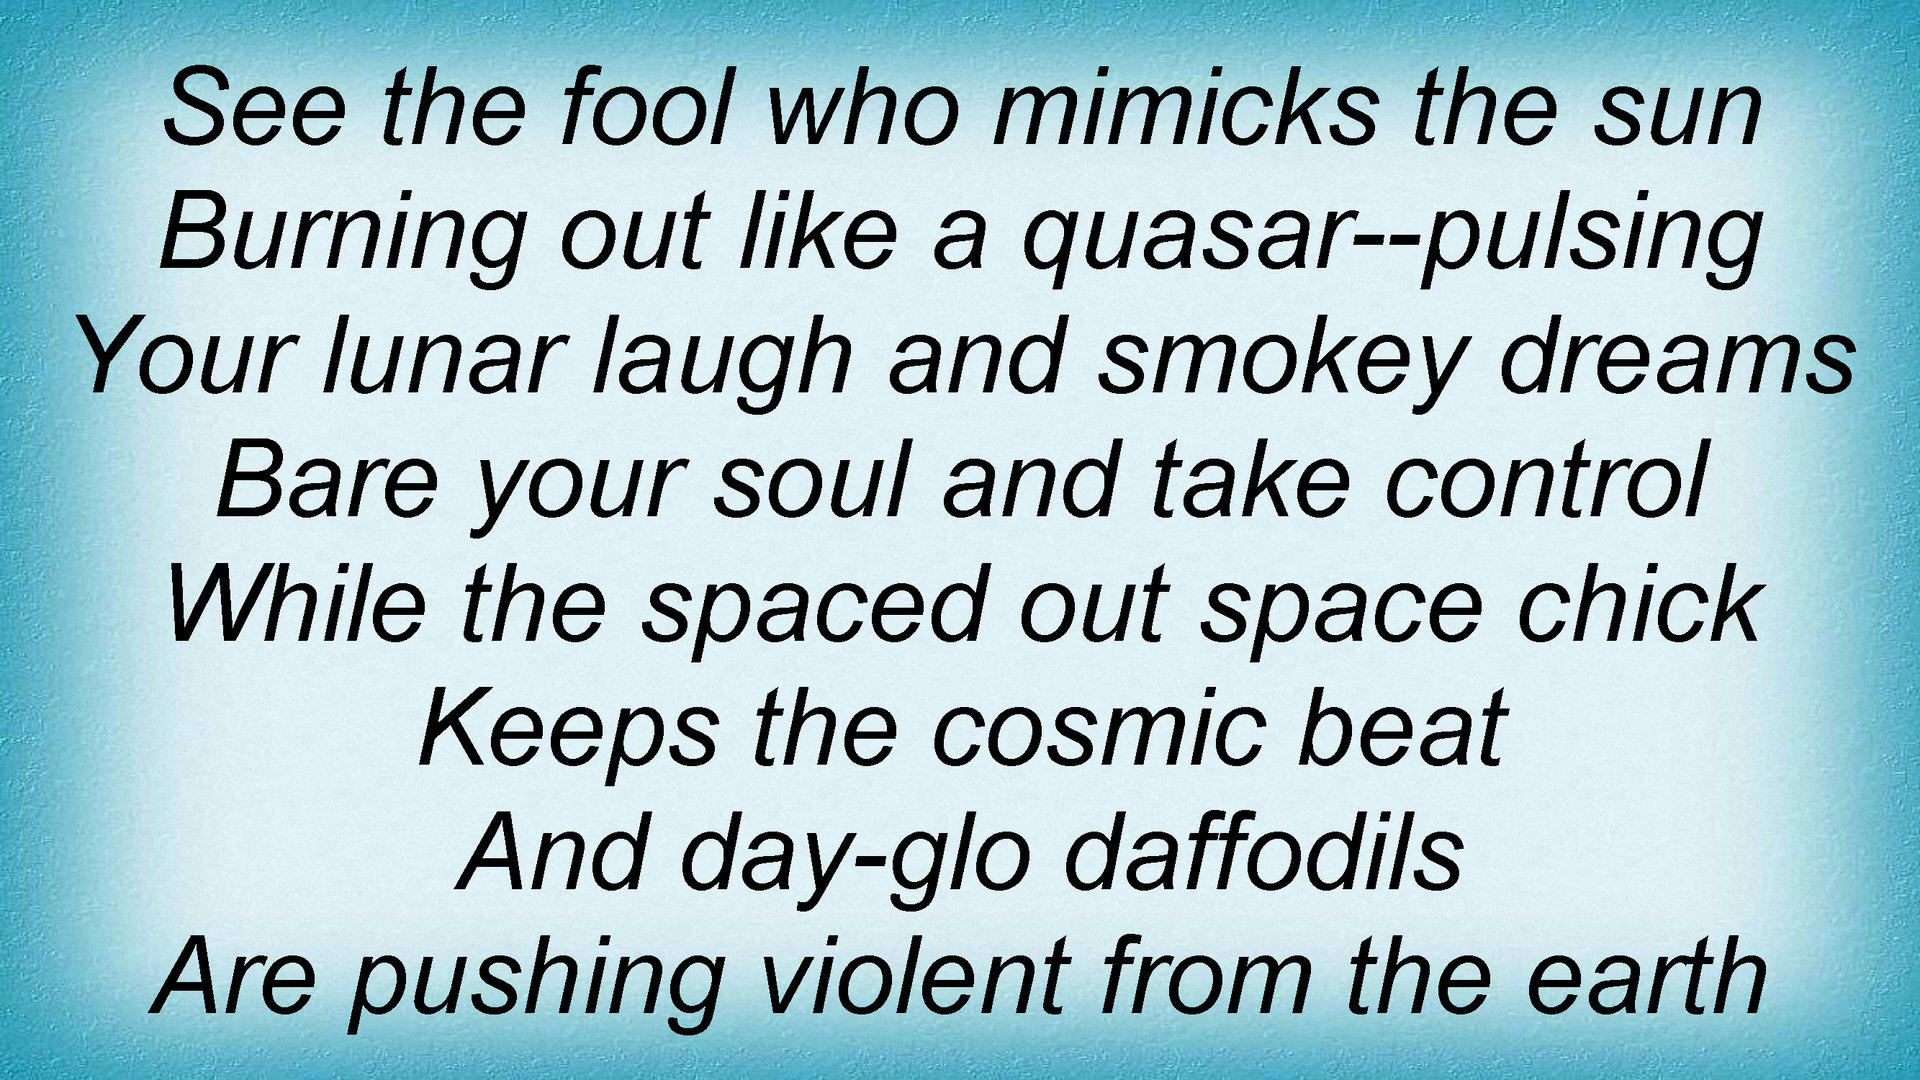 See the fool who mimicks the sun
Burning out like a quasar--pulsing
Your lunar laugh and smokey dreams
Bare your soul and take control
While the spaced out space chick
Keeps the cosmic beat
And day-glo daffodils
Are pushing violent from the earth